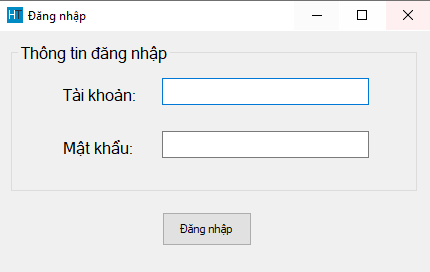 HT Đăng nhập
Thông tin đăng nhập
Tài khoản:
Mật khẩu:
Đăng nhập